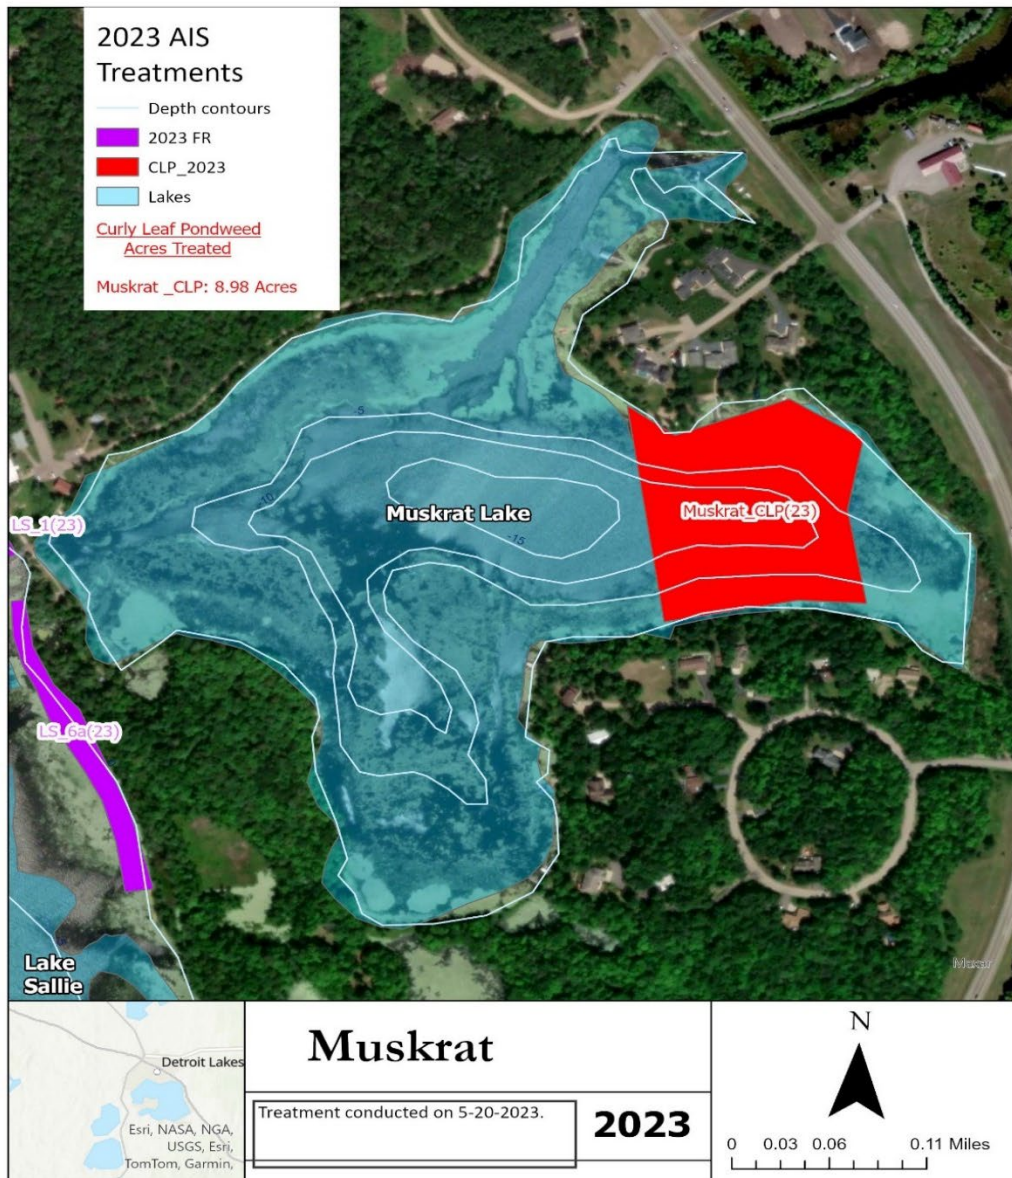 2023 AIS
Treatments
Depth contours
2023 FR
CLP_2023
Lakes
Curly Leaf Pondweed
Acres Treated
Muskrat _CLP: 8.98 Acres
-5
-10
-15
Muskrat Lake
Muskrat_CLP(23)
LS_1(23)
LS_6a(23)
Lake
Sallie
Maxar
Detroit Lakes
Esri, NASA, NGA,
USGS, Esri,
TomTom, Garmin,
Muskrat
Treatment conducted on 5-20-2023.
2023
N
0 0.03 0.06 0.11 Miles